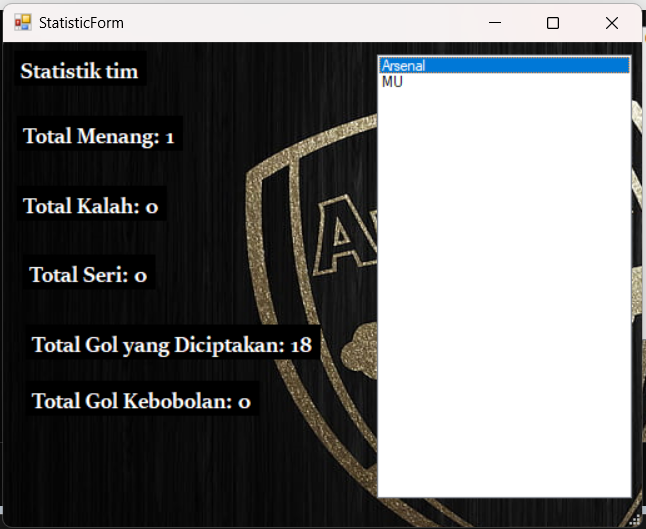 StatisticForm
Statistik tim
Total Menang: 1
Total Kalah: 0
Total Seri: 0
Total Gol yang Diciptakan: 18
Total Gol Kebobolan: 0
Arsenal
MU